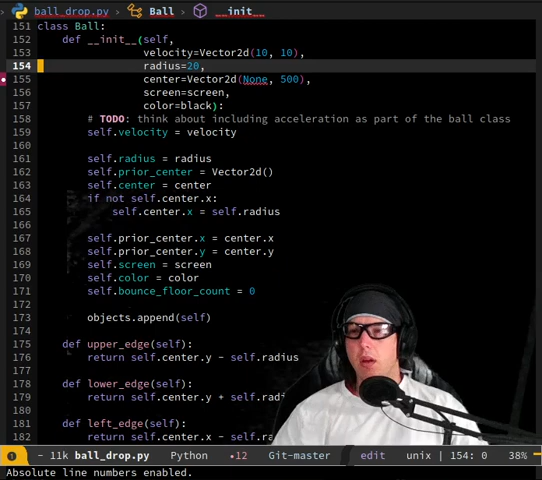 ball_drop.py › Ball › __init__
151 class Ball:
152 def __init__(self,
153 velocity=Vector2d(10, 10),
154 radius=20,
155 center=Vector2d(None, 500),
156 screen=screen,
157 color=black):
158 # TODO: think about including acceleration as part of the ball class
159 self.velocity = velocity
160
161 self.radius = radius
162 self.prior_center = Vector2d()
163 self.center = center
164 if not self.center.x:
165 self.center.x = self.radius
166
167 self.prior_center.x = center.x
168 self.prior_center.y = center.y
169 self.screen = screen
170 self.color = color
171 self.bounce_floor_count = 0
172
173 objects.append(self)
174
175 def upper_edge(self):
176 return self.center.y - self.radius
177
178 def lower_edge(self):
179 return self.center.y + self.
180
181 def left_edge(self):
182 return self.center.x -
- 11k ball_drop.py Python •12 Git-master edit unix | 154: 0 38%
Absolute line numbers enabled.